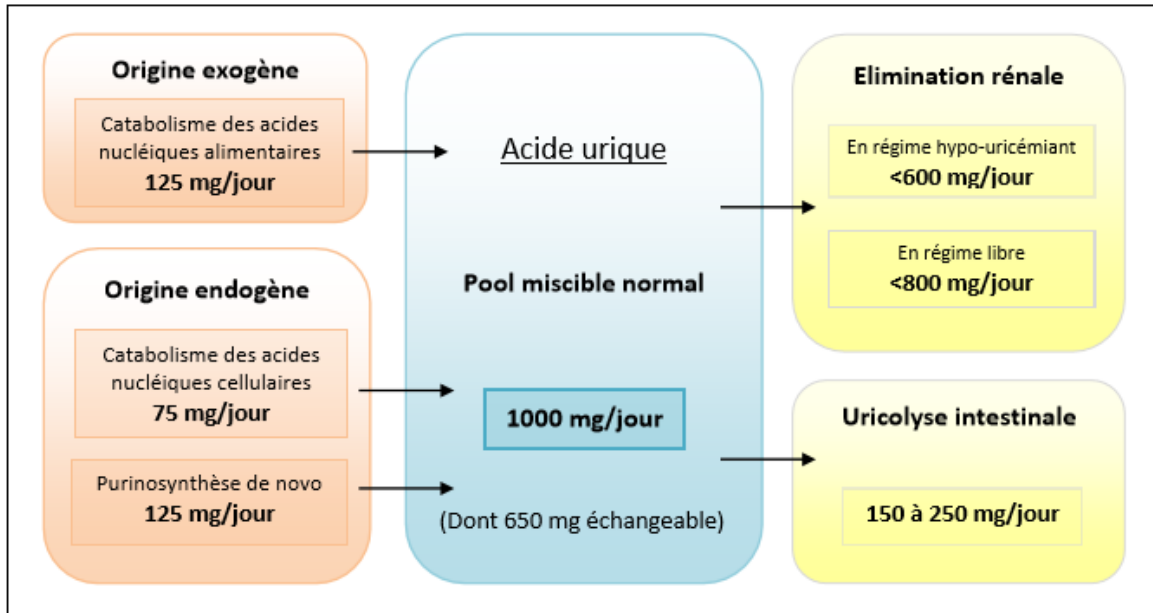 Origine exogène
Catabolisme des acides
nucléiques alimentaires
125 mg/jour
Origine endogène
Catabolisme des acides
nucléiques cellulaires
75 mg/jour
Purinosynthèse de novo
125 mg/jour
Acide urique
Pool miscible normal
1000 mg/jour
(Dont 650 mg échangeable)
Elimination rénale
En régime hypo-uricémiant
<600 mg/jour
En régime libre
<800 mg/jour
Uricolyse intestinale
150 à 250 mg/jour